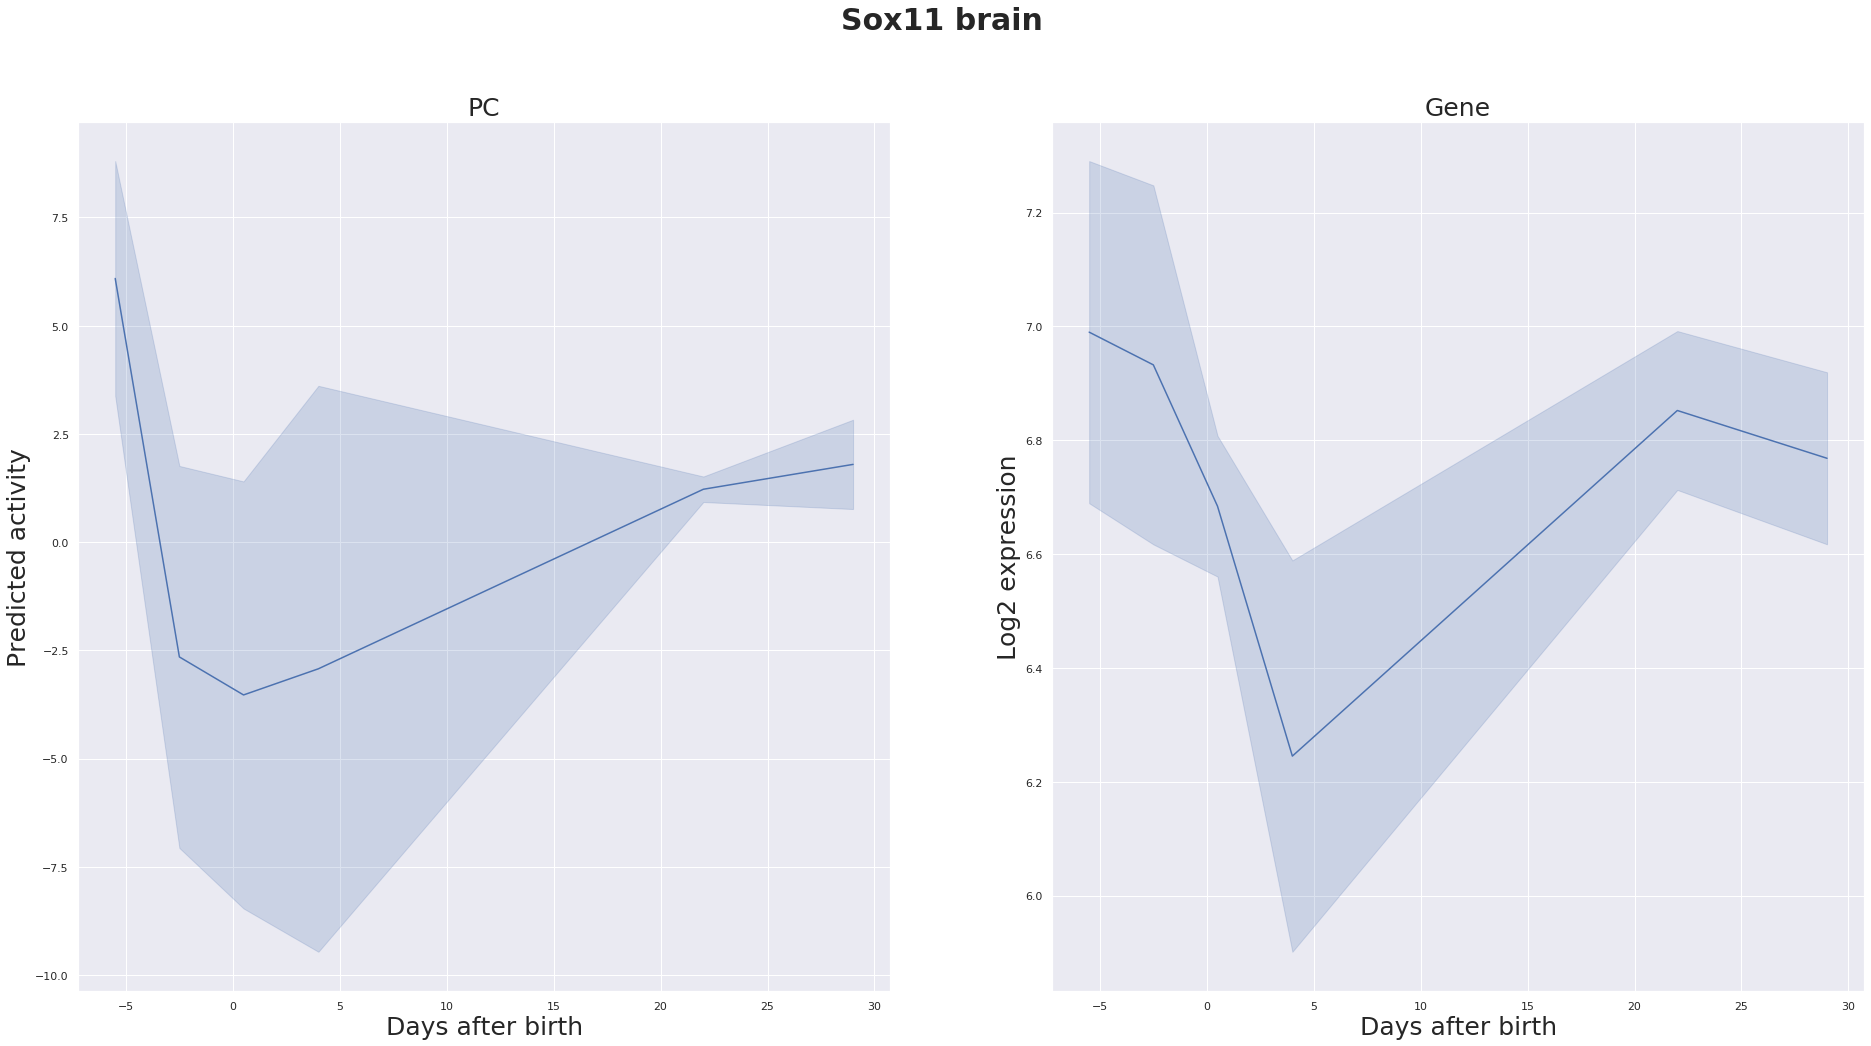 Sox11 brain
PC
Predicted activity
7.5
5.0
2.5
0.0
−2.5
−5.0
−7.5
−10.0
−5 0 5 10 15 20 25 30
Days after birth
Gene
Log2 expression
7.2
7.0
6.8
6.6
6.4
6.2
6.0
−5 0 5 10 15 20 25 30
Days after birth